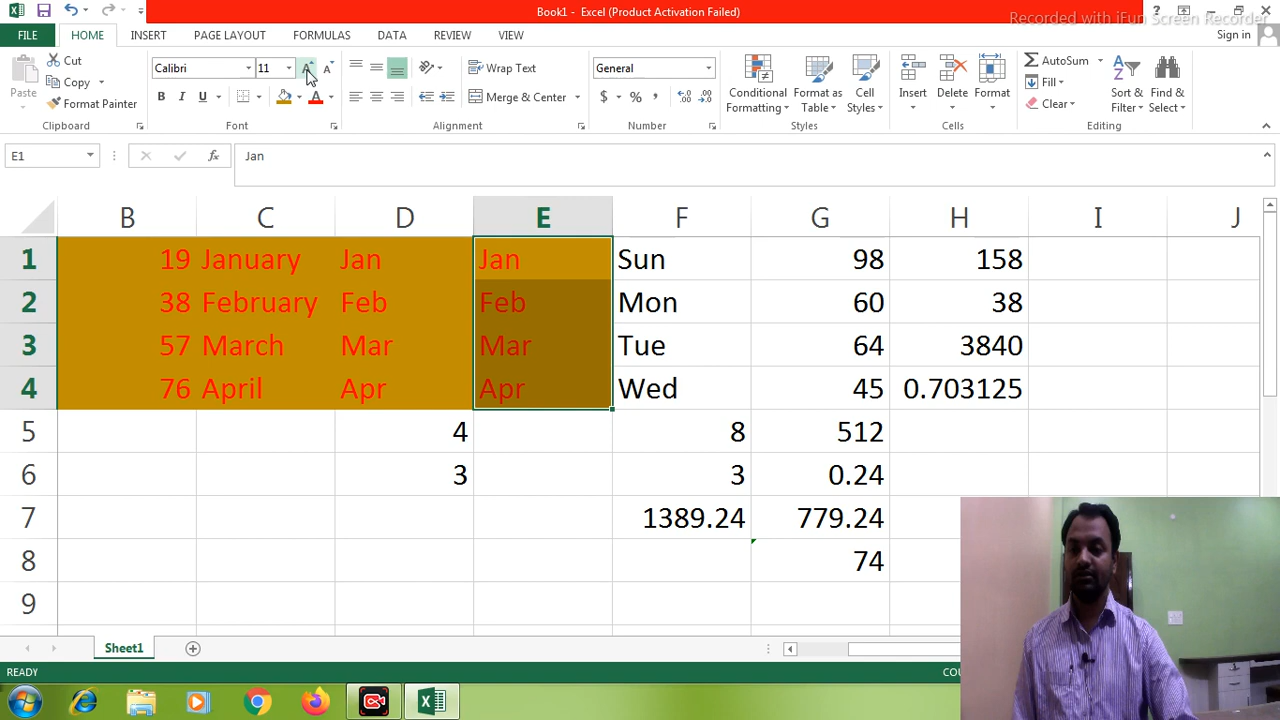 Book1 - Excel (Product Activation Failed)
Recorded with iFun Screen Recorder
FILE HOME INSERT PAGE LAYOUT FORMULAS DATA REVIEW VIEW Sign in
Paste Cut
Copy
Format Painter
Clipboard
Calibri 11
B I U
Font
Wrap Text
Merge & Center
Alignment
General
$ % ,
Number
Conditional Formatting
Format as Table
Cell Styles
Styles
Insert Delete Format
Cells
AutoSum
Fill
Clear
Sort & Filter
Find & Select
Editing
E1 fx Jan
B C D E F G H I J
1 19 January Jan Jan Sun 98 158
2 38 February Feb Feb Mon 60 38
3 57 March Mar Mar Tue 64 3840
4 76 April Apr Apr Wed 45 0.703125
5 4 8 512
6 3 3 0.24
7 1389.24 779.24
8 74
9
Sheet1
READY